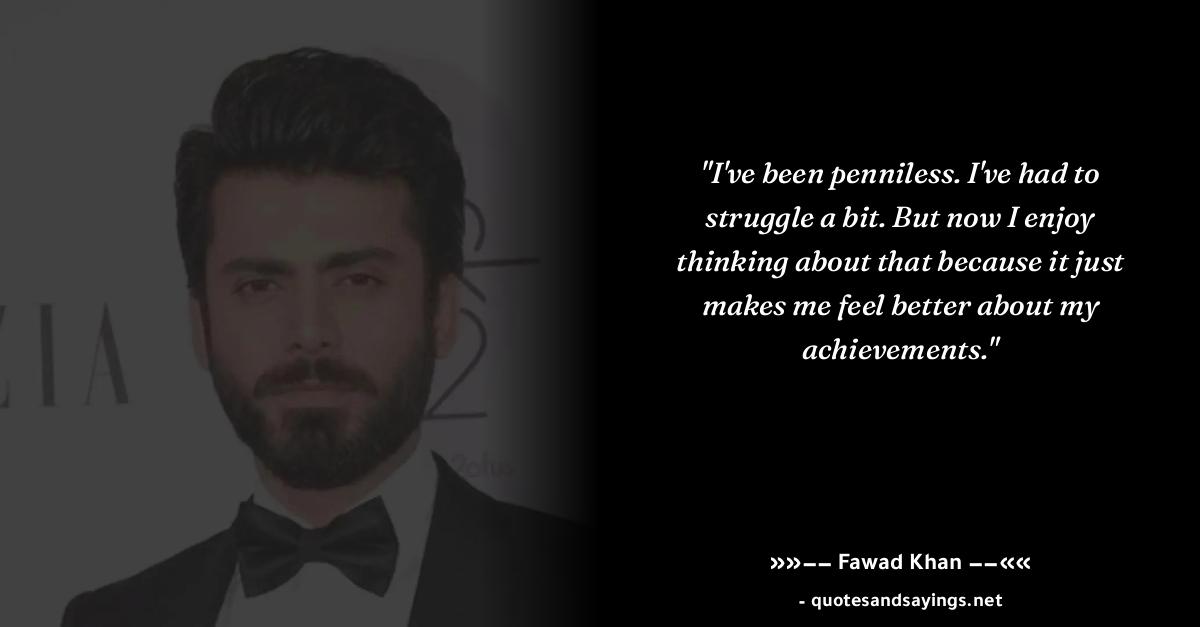 "I've been penniless. I've had to
struggle a bit. But now I enjoy
thinking about that because it just
makes me feel better about my
achievements."
»»–– Fawad Khan ––««
- quotesandsayings.net
ZIA